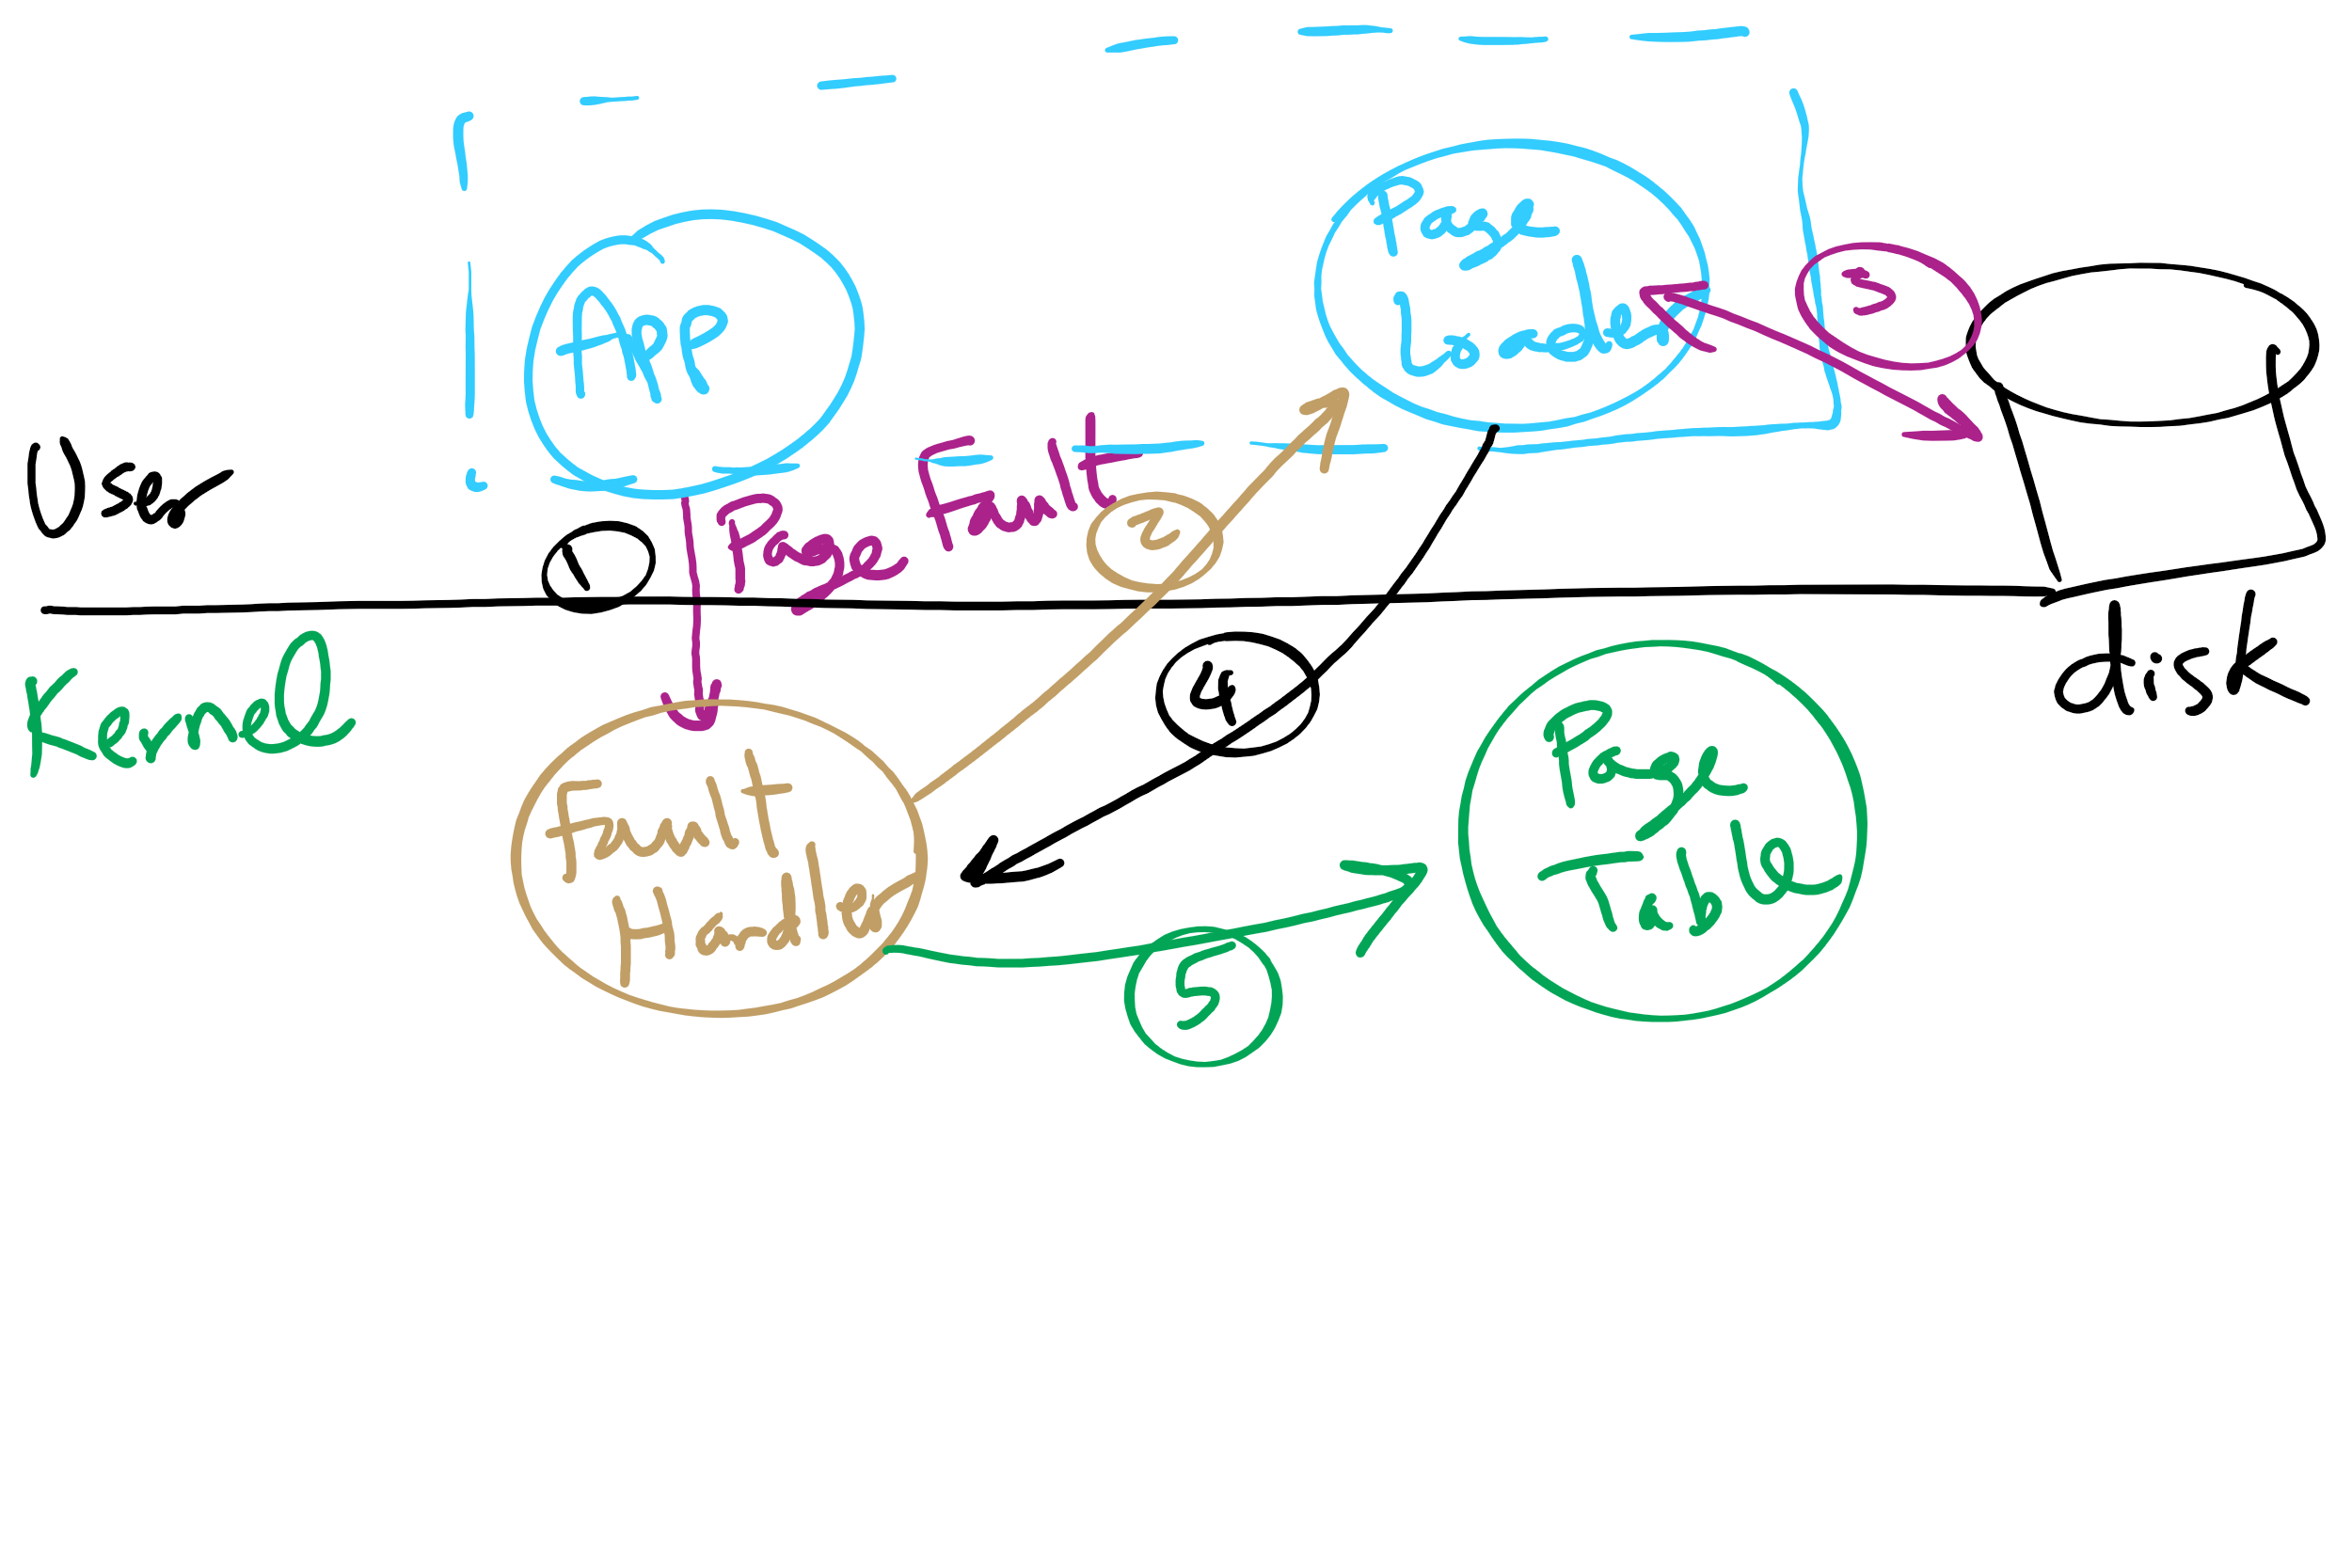 APP
Page
Loader
3
User
Page Fault
1
2
Kernel
4
disk
Fault
Handler
Page
Table
5